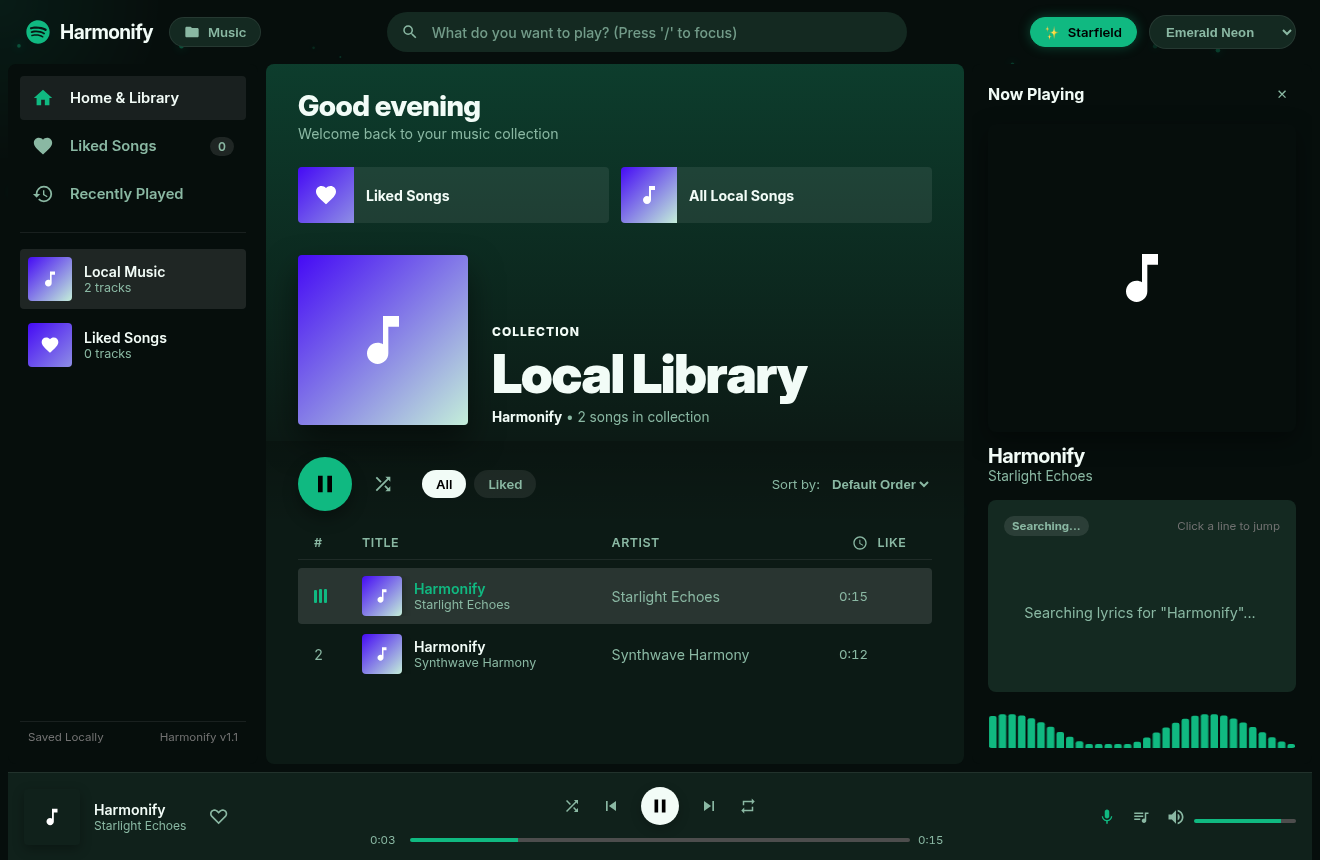 Harmonify
Music
What do you want to play? (Press '/' to focus)
✨ Starfield
Emerald Neon
Home & Library
Liked Songs 0
Recently Played
Local Music
2 tracks
Liked Songs
0 tracks
Saved Locally
Harmonify v1.1
Good evening
Welcome back to your music collection
Liked Songs
All Local Songs
COLLECTION
Local Library
Harmonify • 2 songs in collection
All
Liked
Sort by: Default Order
# TITLE ARTIST LIKE
Harmonify
Starlight Echoes
Starlight Echoes
0:15
2
Harmonify
Synthwave Harmony
Synthwave Harmony
0:12
Now Playing ×
Harmonify
Starlight Echoes
Searching...
Click a line to jump
Searching lyrics for "Harmonify"...
Harmonify
Starlight Echoes
0:03
0:15